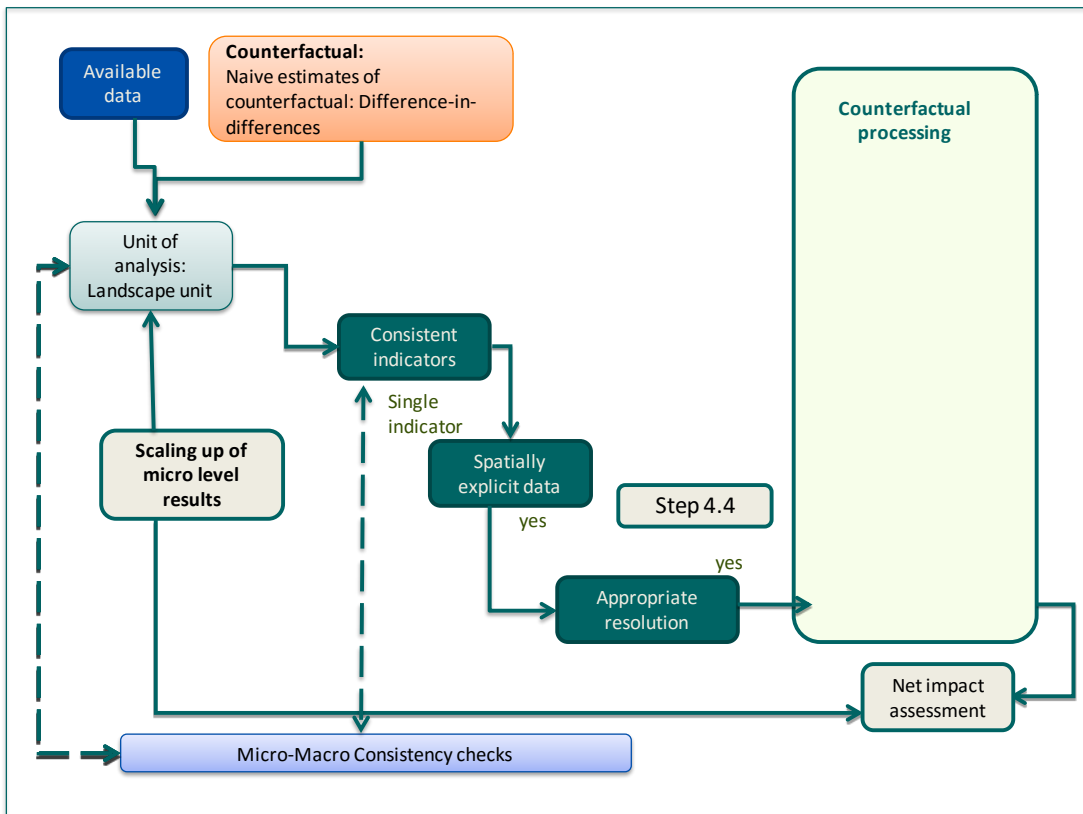 Available
data
Counterfactual:
Naive estimates of
counterfactual: Difference-in-
differences
Counterfactual
processing
Unit of
analysis:
Landscape unit
Consistent
indicators
Single
indicator
Scaling up of
micro level
results
Spatially
explicit data
yes
Step 4.4
yes
Appropriate
resolution
Net impact
assessment
Micro-Macro Consistency checks